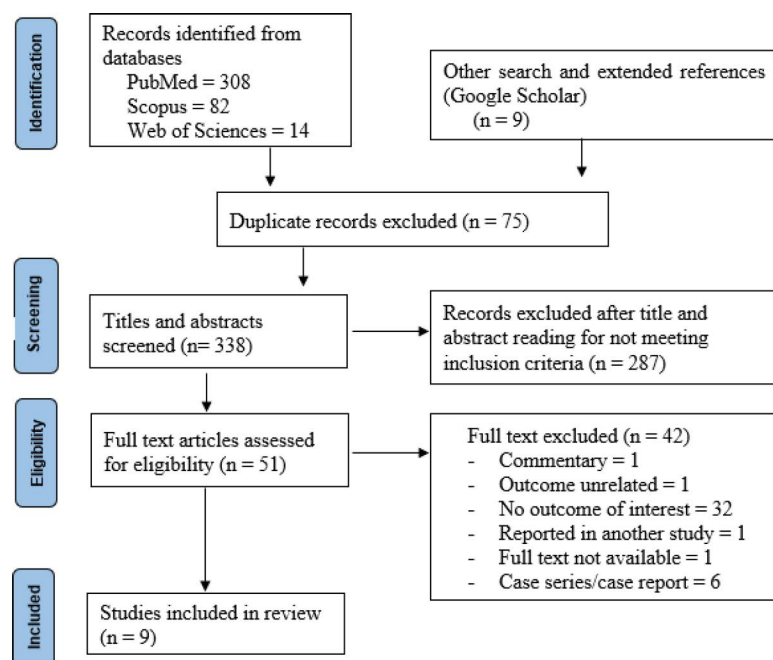 Identification
Records identified from
databases
PubMed = 308
Scopus = 82
Web of Sciences = 14
Other search and extended references
(Google Scholar)
(n = 9)
Duplicate records excluded (n = 75)
Screening
Titles and abstracts
screened (n= 338)
Records excluded after title and
abstract reading for not meeting
inclusion criteria (n = 287)
Eligibility
Full text articles assessed
for eligibility (n = 51)
Full text excluded (n = 42)
- Commentary = 1
- Outcome unrelated = 1
- No outcome of interest = 32
- Reported in another study = 1
- Full text not available = 1
- Case series/case report = 6
Included
Studies included in review
(n = 9)